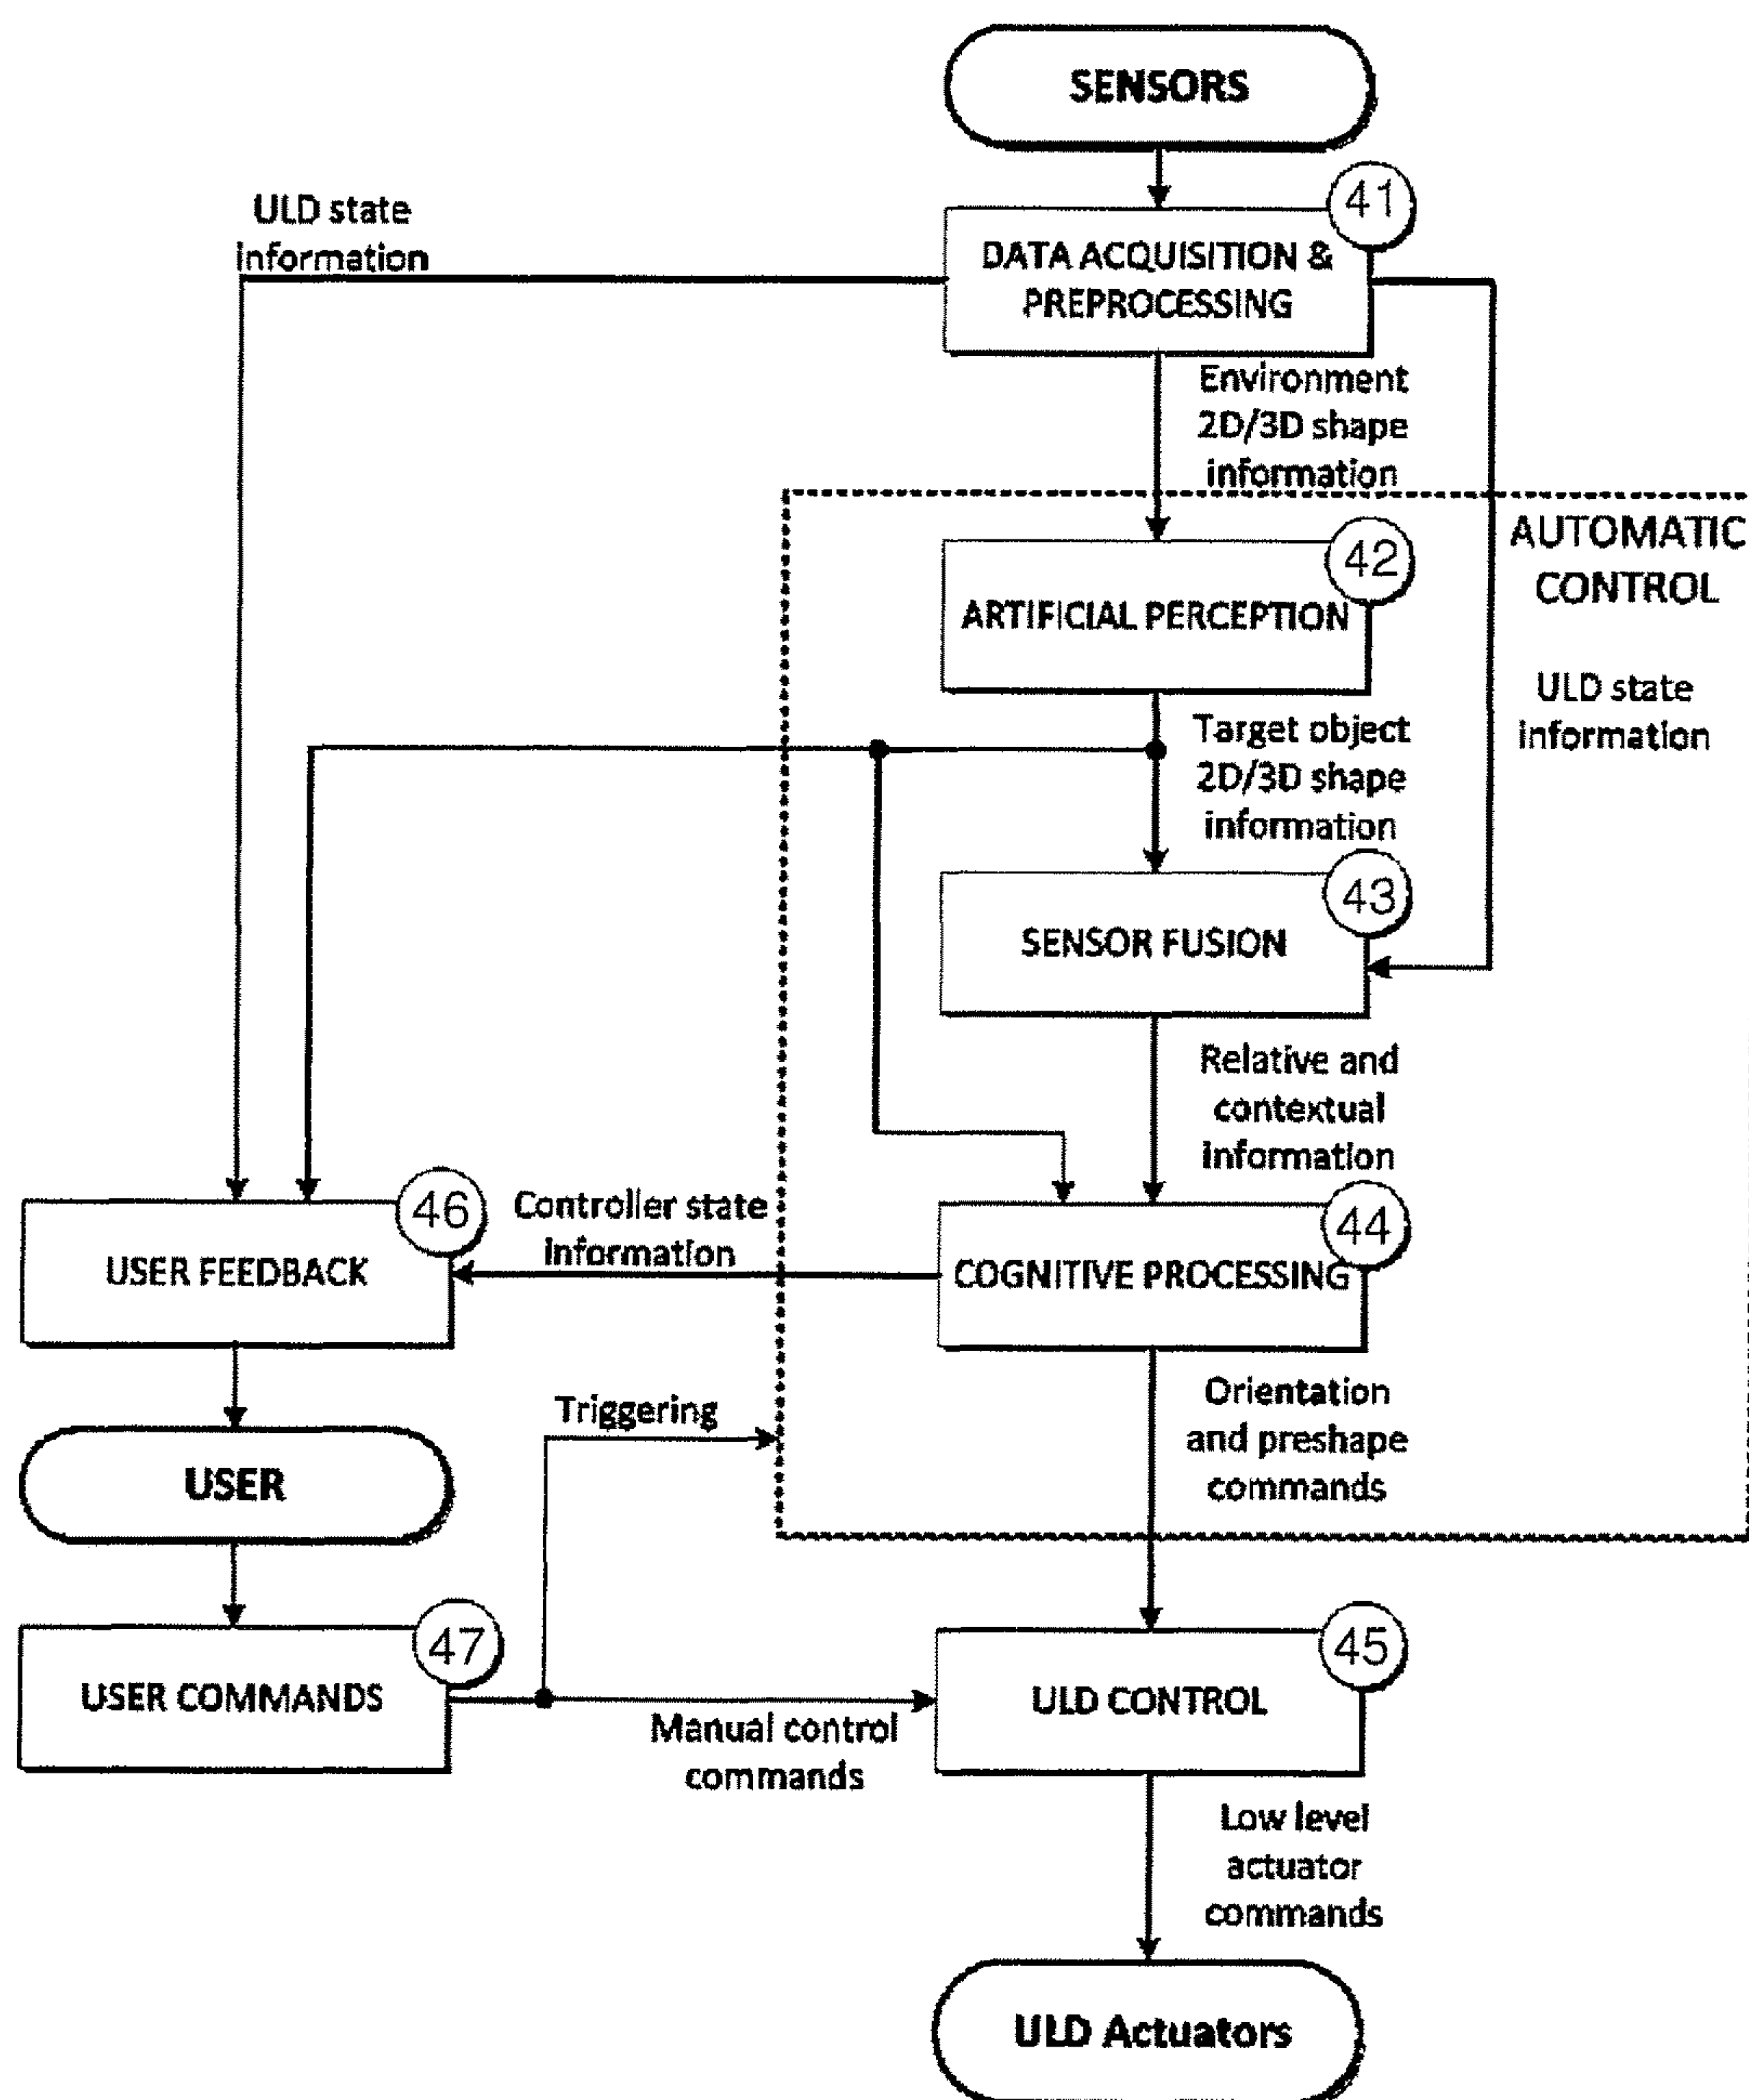 SENSORS
41
ULD state
information
DATA ACQUISITION &
PREPROCESSING
Environment
2D/3D shape
information
AUTOMATIC
CONTROL
42
ARTIFICIAL PERCEPTION
ULD state
information
Target object
2D/3D shape
information
43
SENSOR FUSION
Relative and
contextual
information
46
USER FEEDBACK
Controller state
information
44
COGNITIVE PROCESSING
Orientation
and preshape
commands
Triggering
USER
47
USER COMMANDS
Manual control
commands
45
ULD CONTROL
Low level
actuator
commands
ULD Actuators